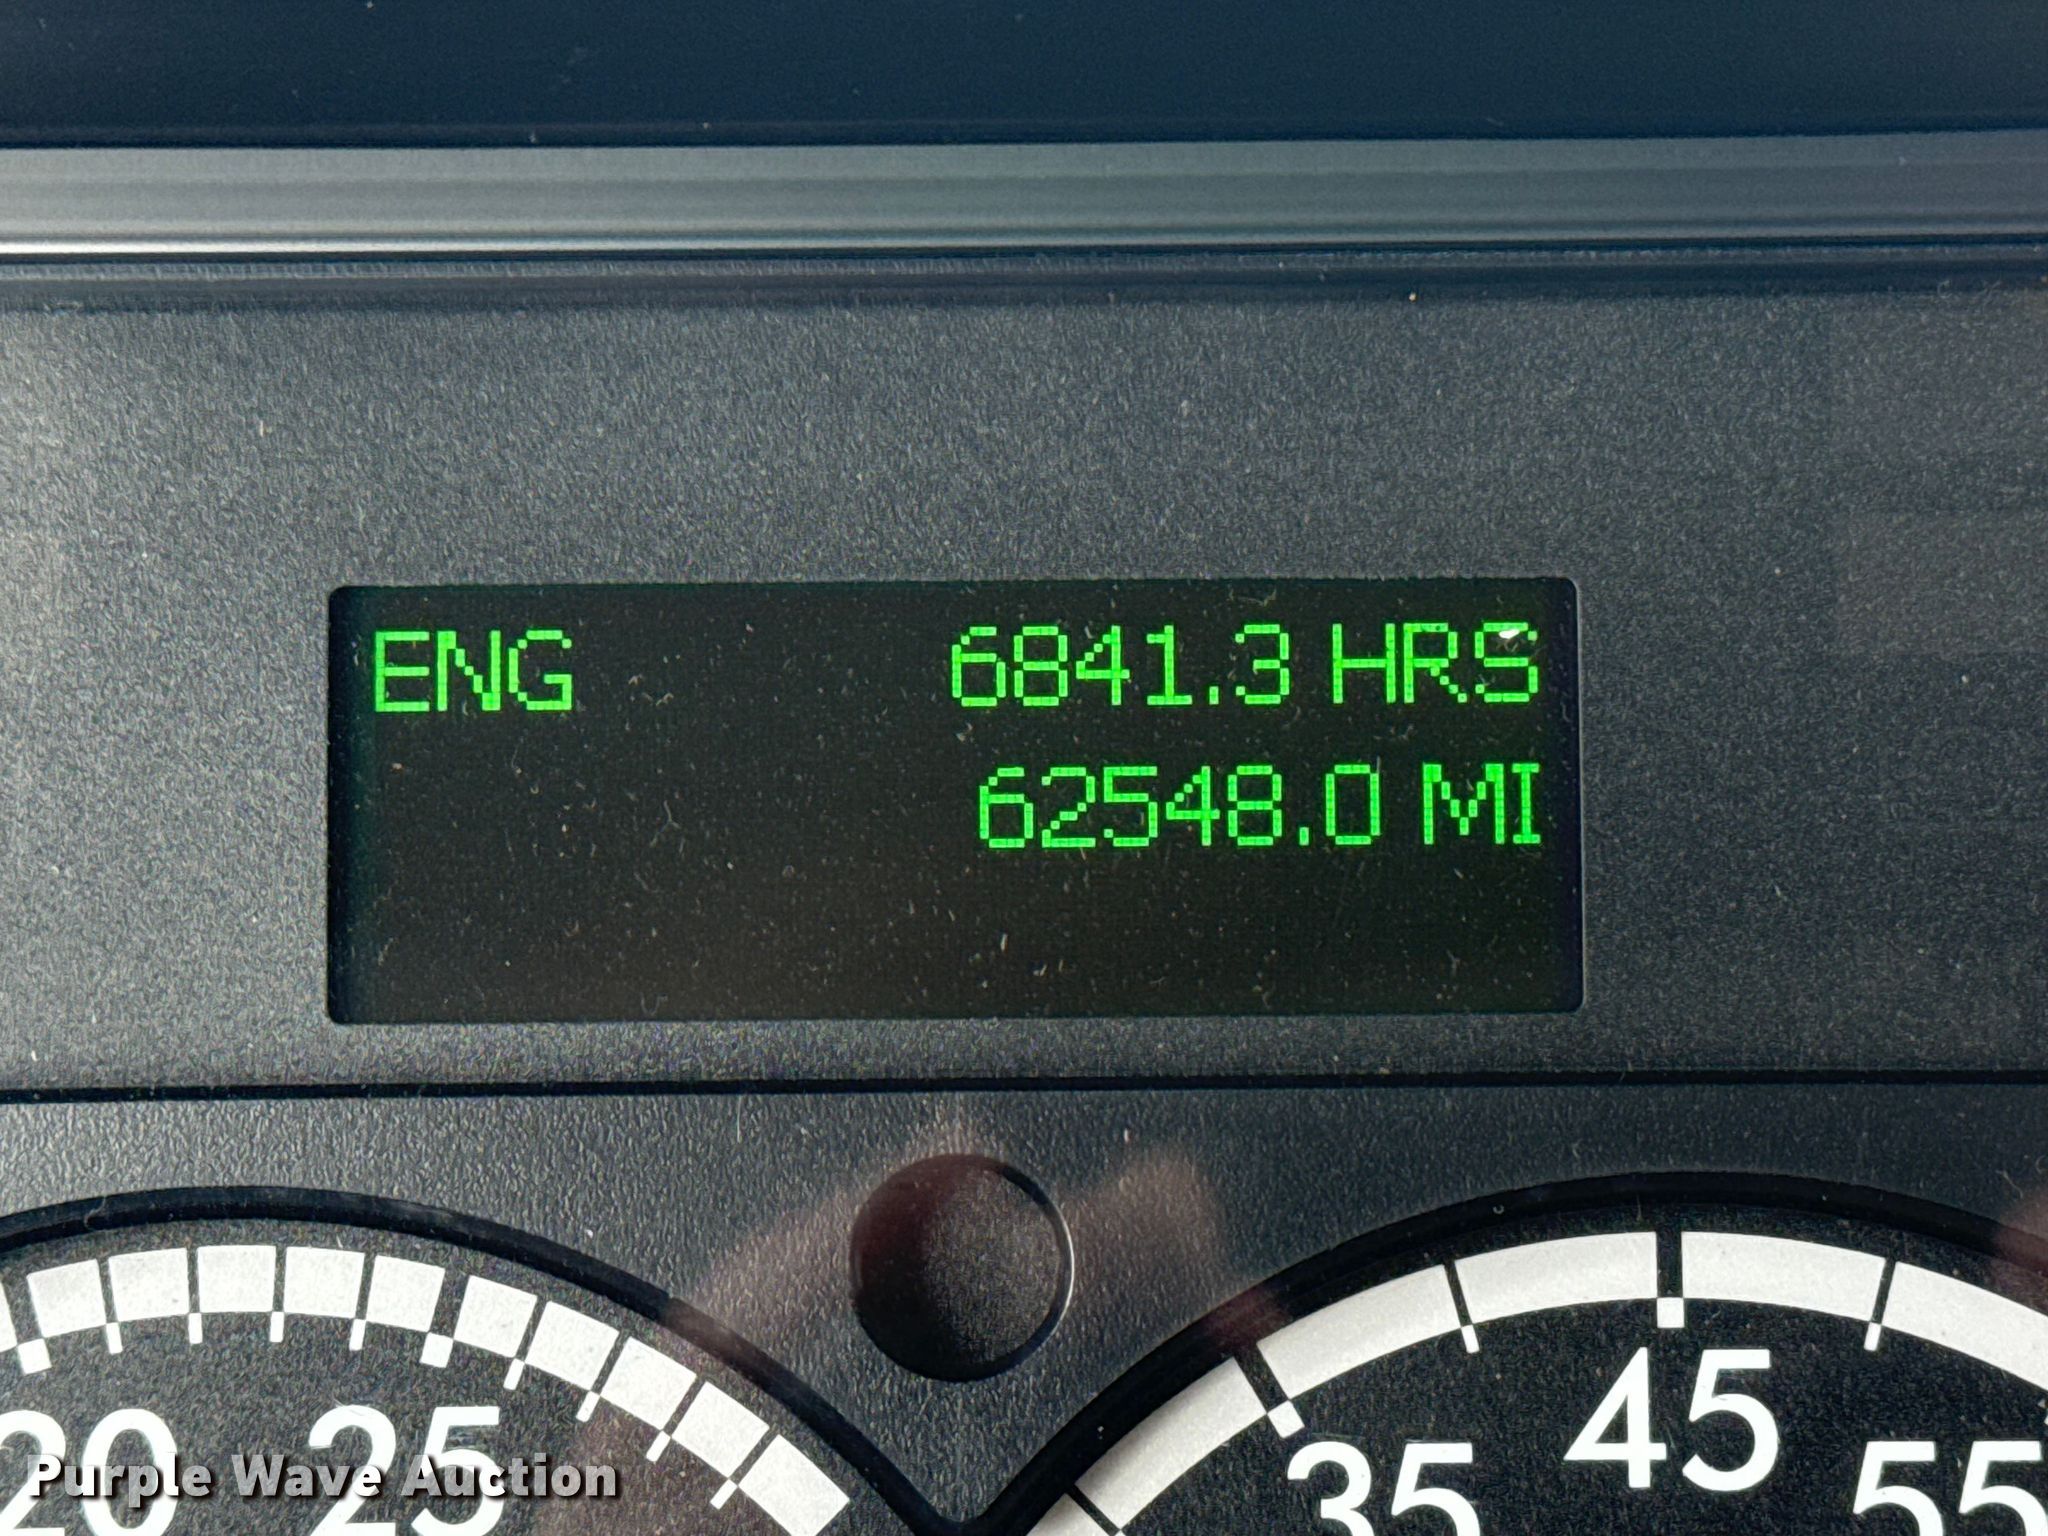 ENG 6841.3 HRS
62548.0 MI
20 25 35 45 55
Purple Wave Auction